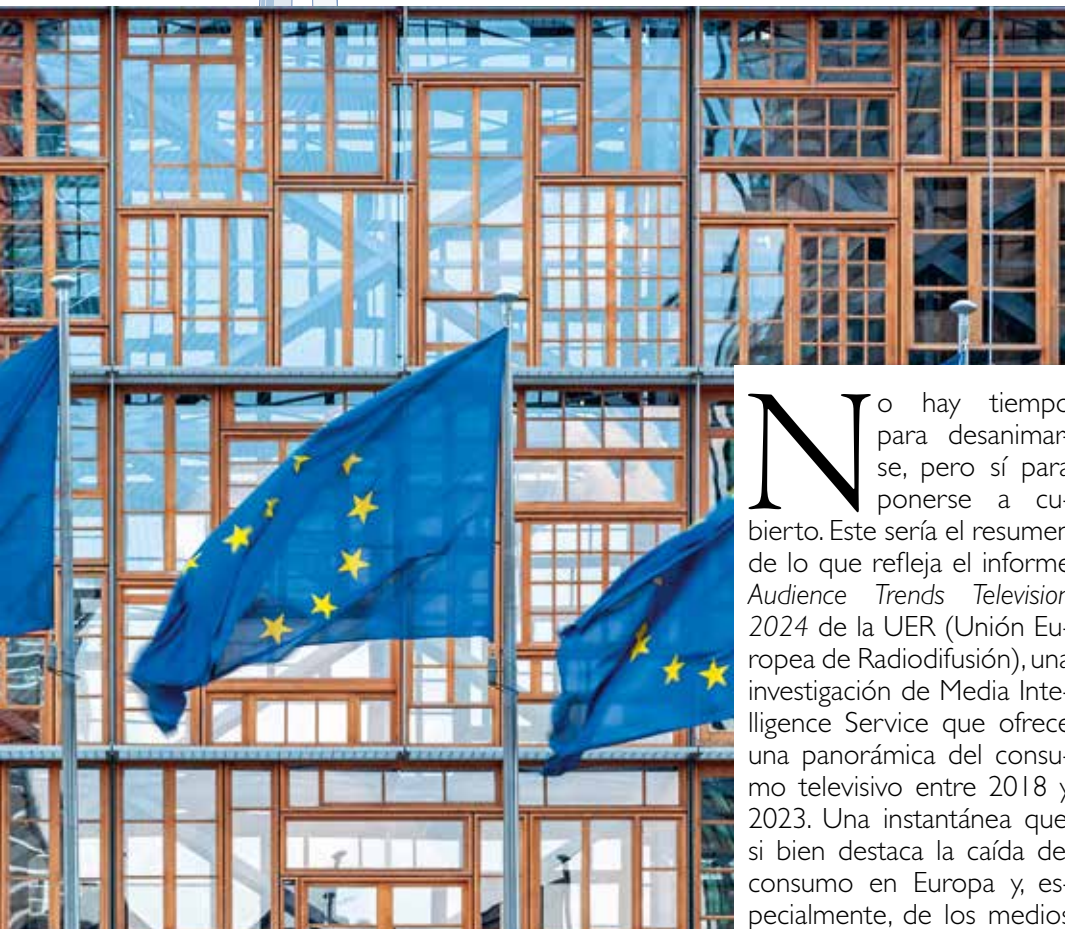 No hay tiempo
para desanimar-
se, pero sí para
ponerse a cu-
bierto. Este sería el resumen
de lo que refleja el informe
Audience Trends Television
2024 de la UER (Unión Eu-
ropea de Radiodifusión), una
investigación de Media Inte-
lligence Service que ofrece
una panorámica del consu-
mo televisivo entre 2018 y
2023. Una instantánea que
si bien destaca la caída de
consumo en Europa y, es-
pecialmente, de los medios